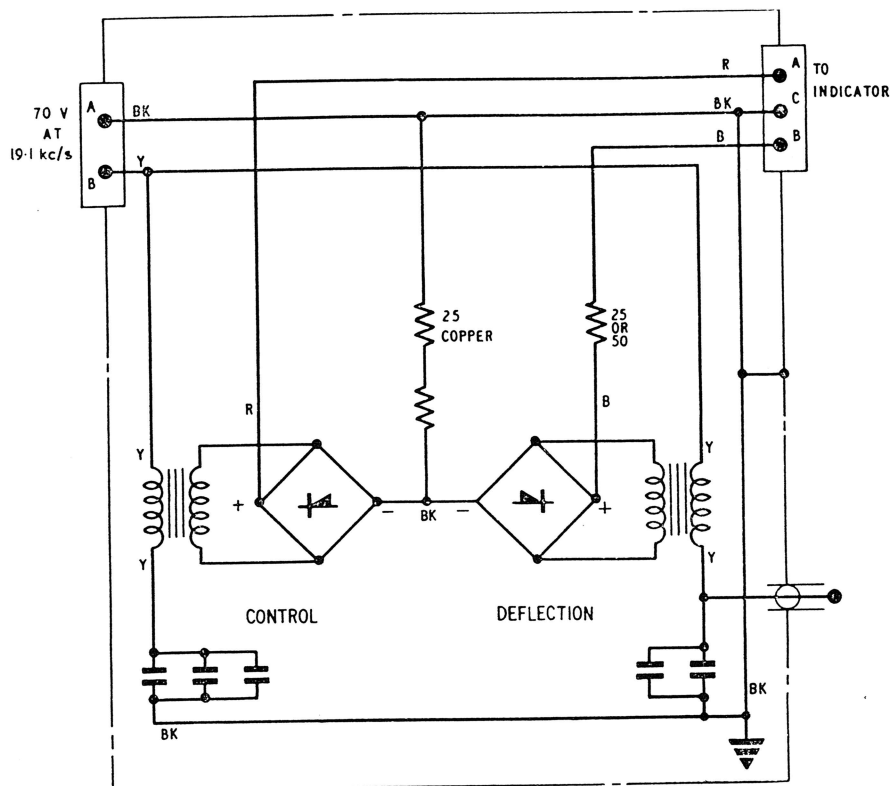 R
A
TO
INDICATOR
70 V
AT
19·1 kc/s
A
BK
BK
C
B
B
Y
B
25
COPPER
25
OR
50
R
B
Y
Y
+
−
BK
−
+
Y
Y
CONTROL
DEFLECTION
BK
BK